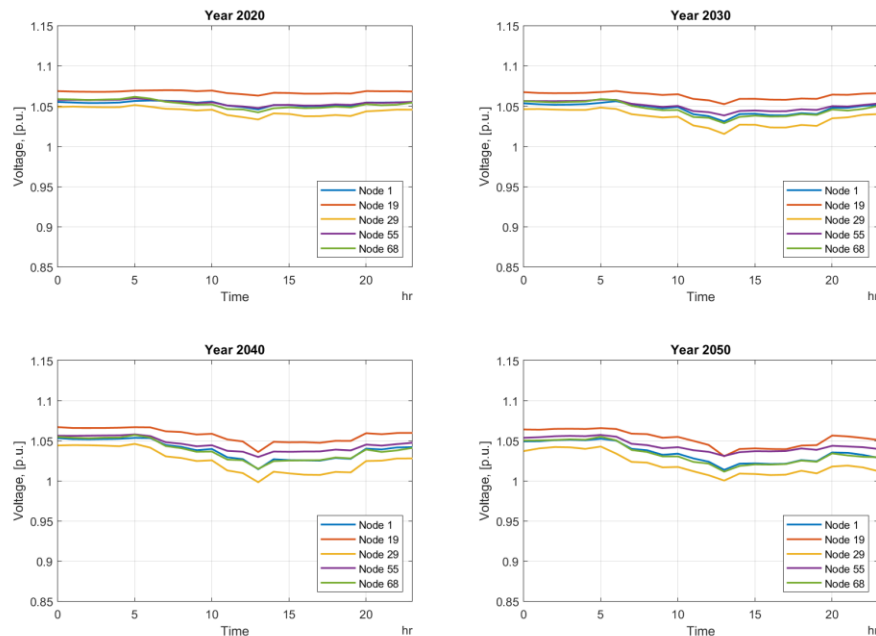 Year 2020
1.15
1.1
1.05
1
0.95
0.9
0.85
Voltage, [p.u.]
0 5 10 15 20
Time
hr
Node 1
Node 19
Node 29
Node 55
Node 68
Year 2030
1.15
1.1
1.05
1
0.95
0.9
0.85
Voltage, [p.u.]
0 5 10 15 20
Time
hr
Node 1
Node 19
Node 29
Node 55
Node 68
Year 2040
1.15
1.1
1.05
1
0.95
0.9
0.85
Voltage, [p.u.]
0 5 10 15 20
Time
hr
Node 1
Node 19
Node 29
Node 55
Node 68
Year 2050
1.15
1.1
1.05
1
0.95
0.9
0.85
Voltage, [p.u.]
0 5 10 15 20
Time
hr
Node 1
Node 19
Node 29
Node 55
Node 68